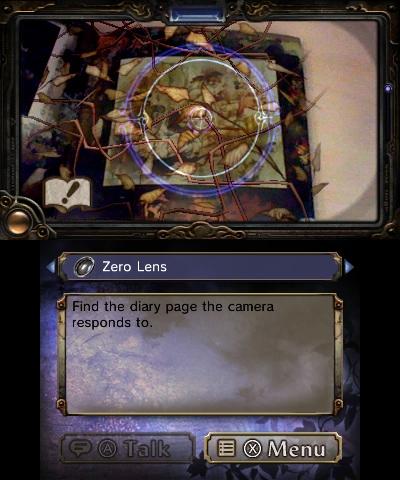 Zero Lens
Find the diary page the camera
responds to.
A Talk
X Menu